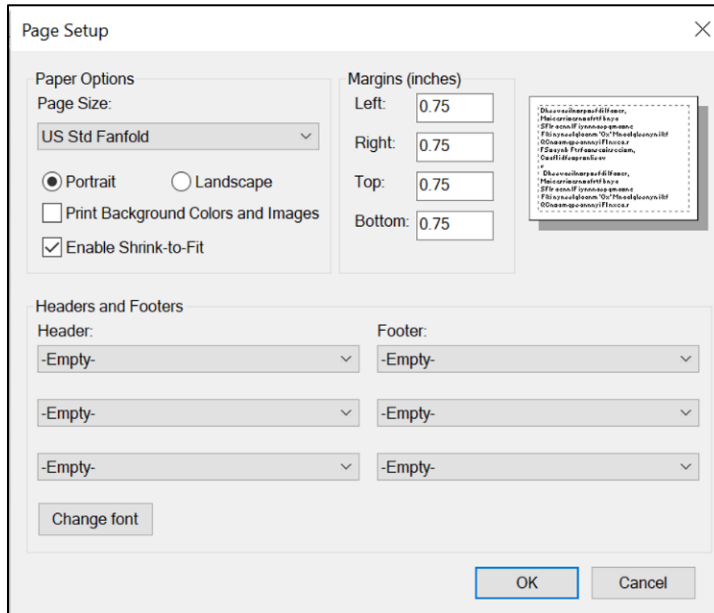 Page Setup
Paper Options
Page Size:
US Std Fanfold
Portrait Landscape
Print Background Colors and Images
Enable Shrink-to-Fit
Margins (inches)
Left: 0.75
Right: 0.75
Top: 0.75
Bottom: 0.75
Headers and Footers
Header: Footer:
-Empty- -Empty-
-Empty- -Empty-
-Empty- -Empty-
Change font
OK Cancel